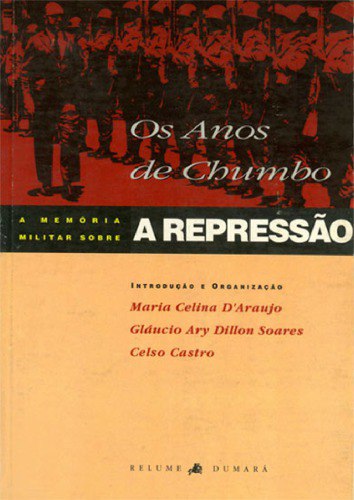 Os Anos
de Chumbo
A MEMÓRIA
MILITAR SOBRE
A REPRESSÃO
INTRODUÇÃO E ORGANIZAÇÃO
Maria Celina D'Araujo
Gláucio Ary Dillon Soares
Celso Castro
RELUME DUMARÁ